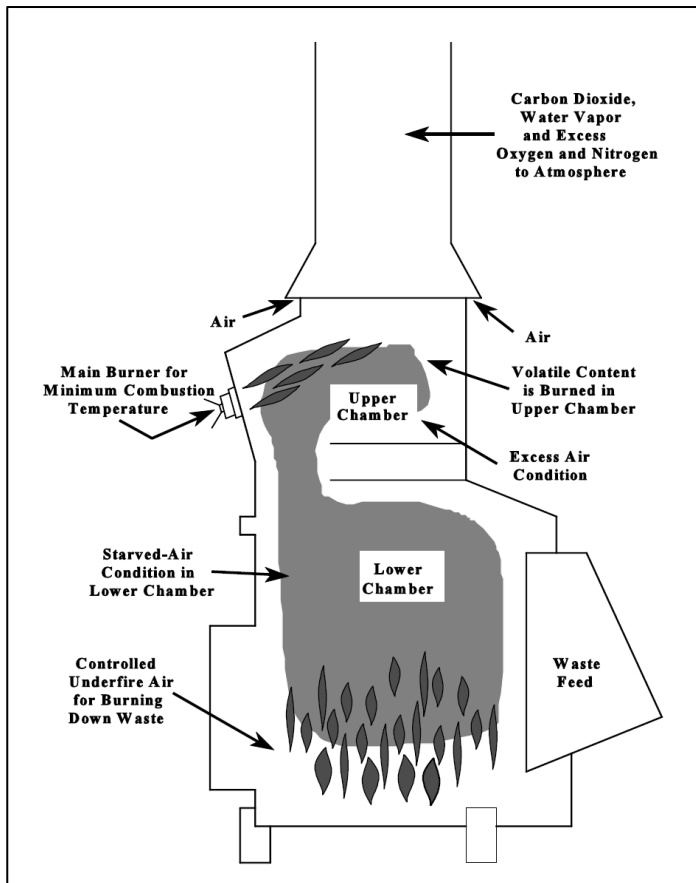 Carbon Dioxide,
Water Vapor
and Excess
Oxygen and Nitrogen
to Atmosphere
Air
Air
Main Burner for
Minimum Combustion
Temperature
Volatile Content
is Burned in
Upper Chamber
Upper
Chamber
Excess Air
Condition
Starved-Air
Condition in
Lower Chamber
Lower
Chamber
Controlled
Underfire Air
for Burning
Down Waste
Waste
Feed